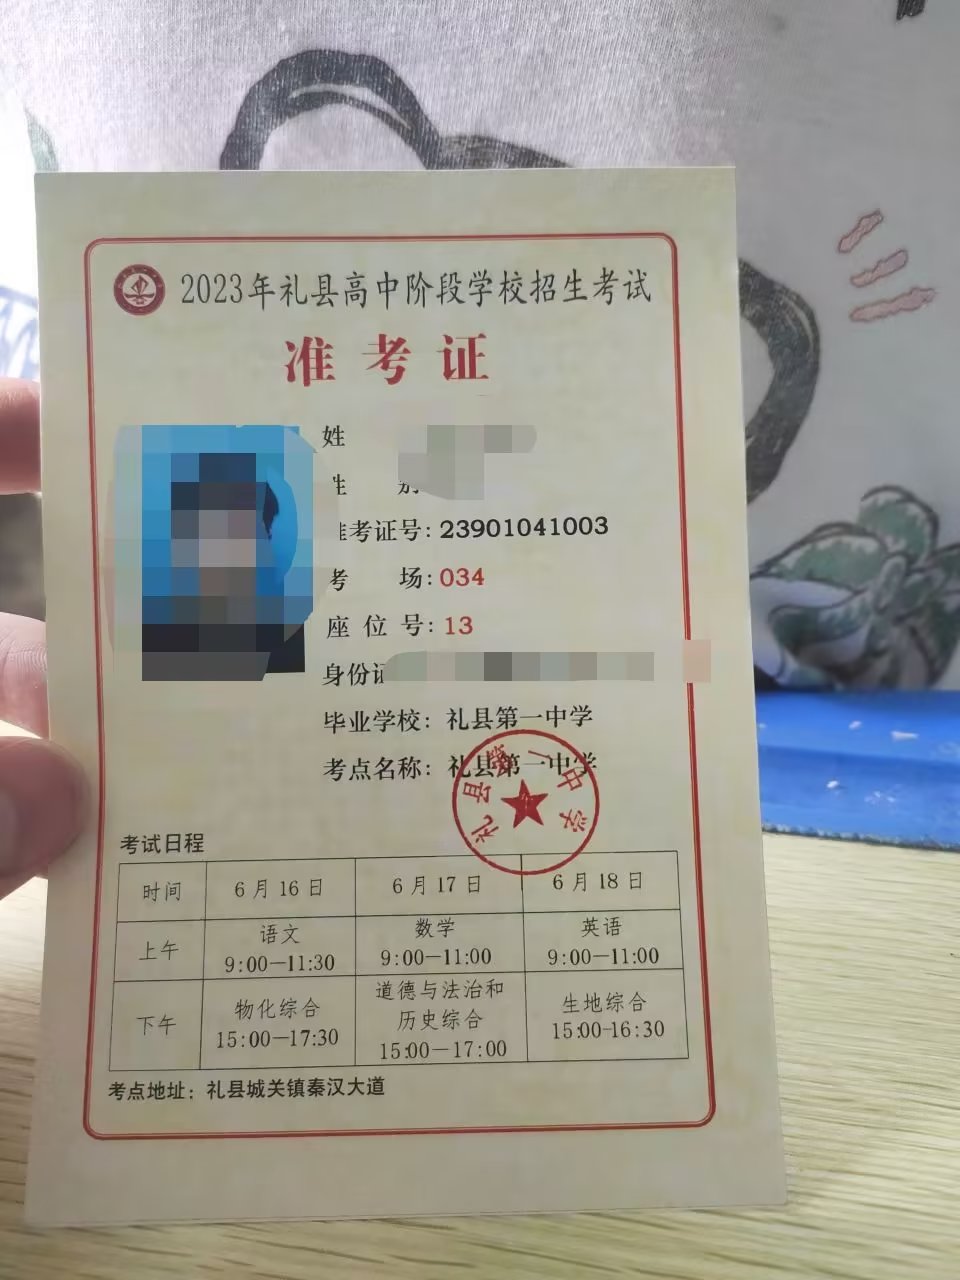 2023年礼县高中阶段学校招生考试
准考证
姓
性 别
准考证号: 23901041003
考 场: 034
座位号: 13
身份证
毕业学校: 礼县第一中学
考点名称: 礼县第一中学
礼县第一中学
考试日程
时间 6月16日 6月17日 6月18日
上午 语文 数学 英语
9:00—11:30 9:00—11:00 9:00—11:00
下午 物化综合 道德与法治和 生地综合
历史综合
15:00—17:30 15:00—17:00 15:00-16:30
考点地址: 礼县城关镇秦汉大道